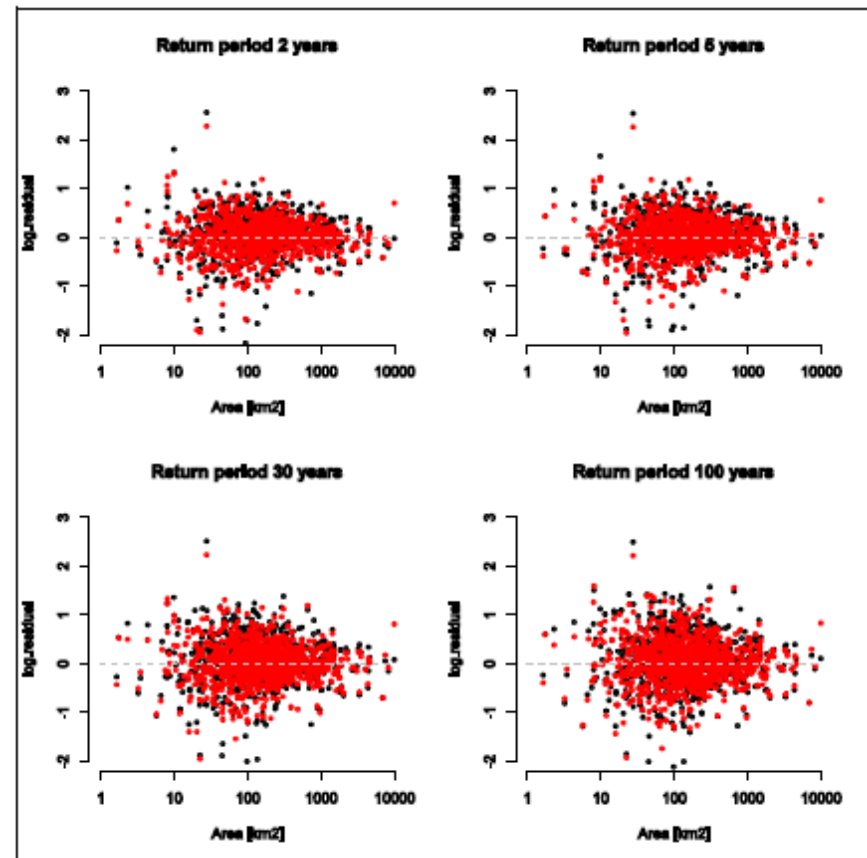 Return period 2 years
3
2
1
0
-1
-2
log.residual
1 10 100 1000 10000
Area [km2]
Return period 5 years
3
2
1
0
-1
-2
log.residual
1 10 100 1000 10000
Area [km2]
Return period 30 years
3
2
1
0
-1
-2
log.residual
1 10 100 1000 10000
Area [km2]
Return period 100 years
3
2
1
0
-1
-2
log.residual
1 10 100 1000 10000
Area [km2]